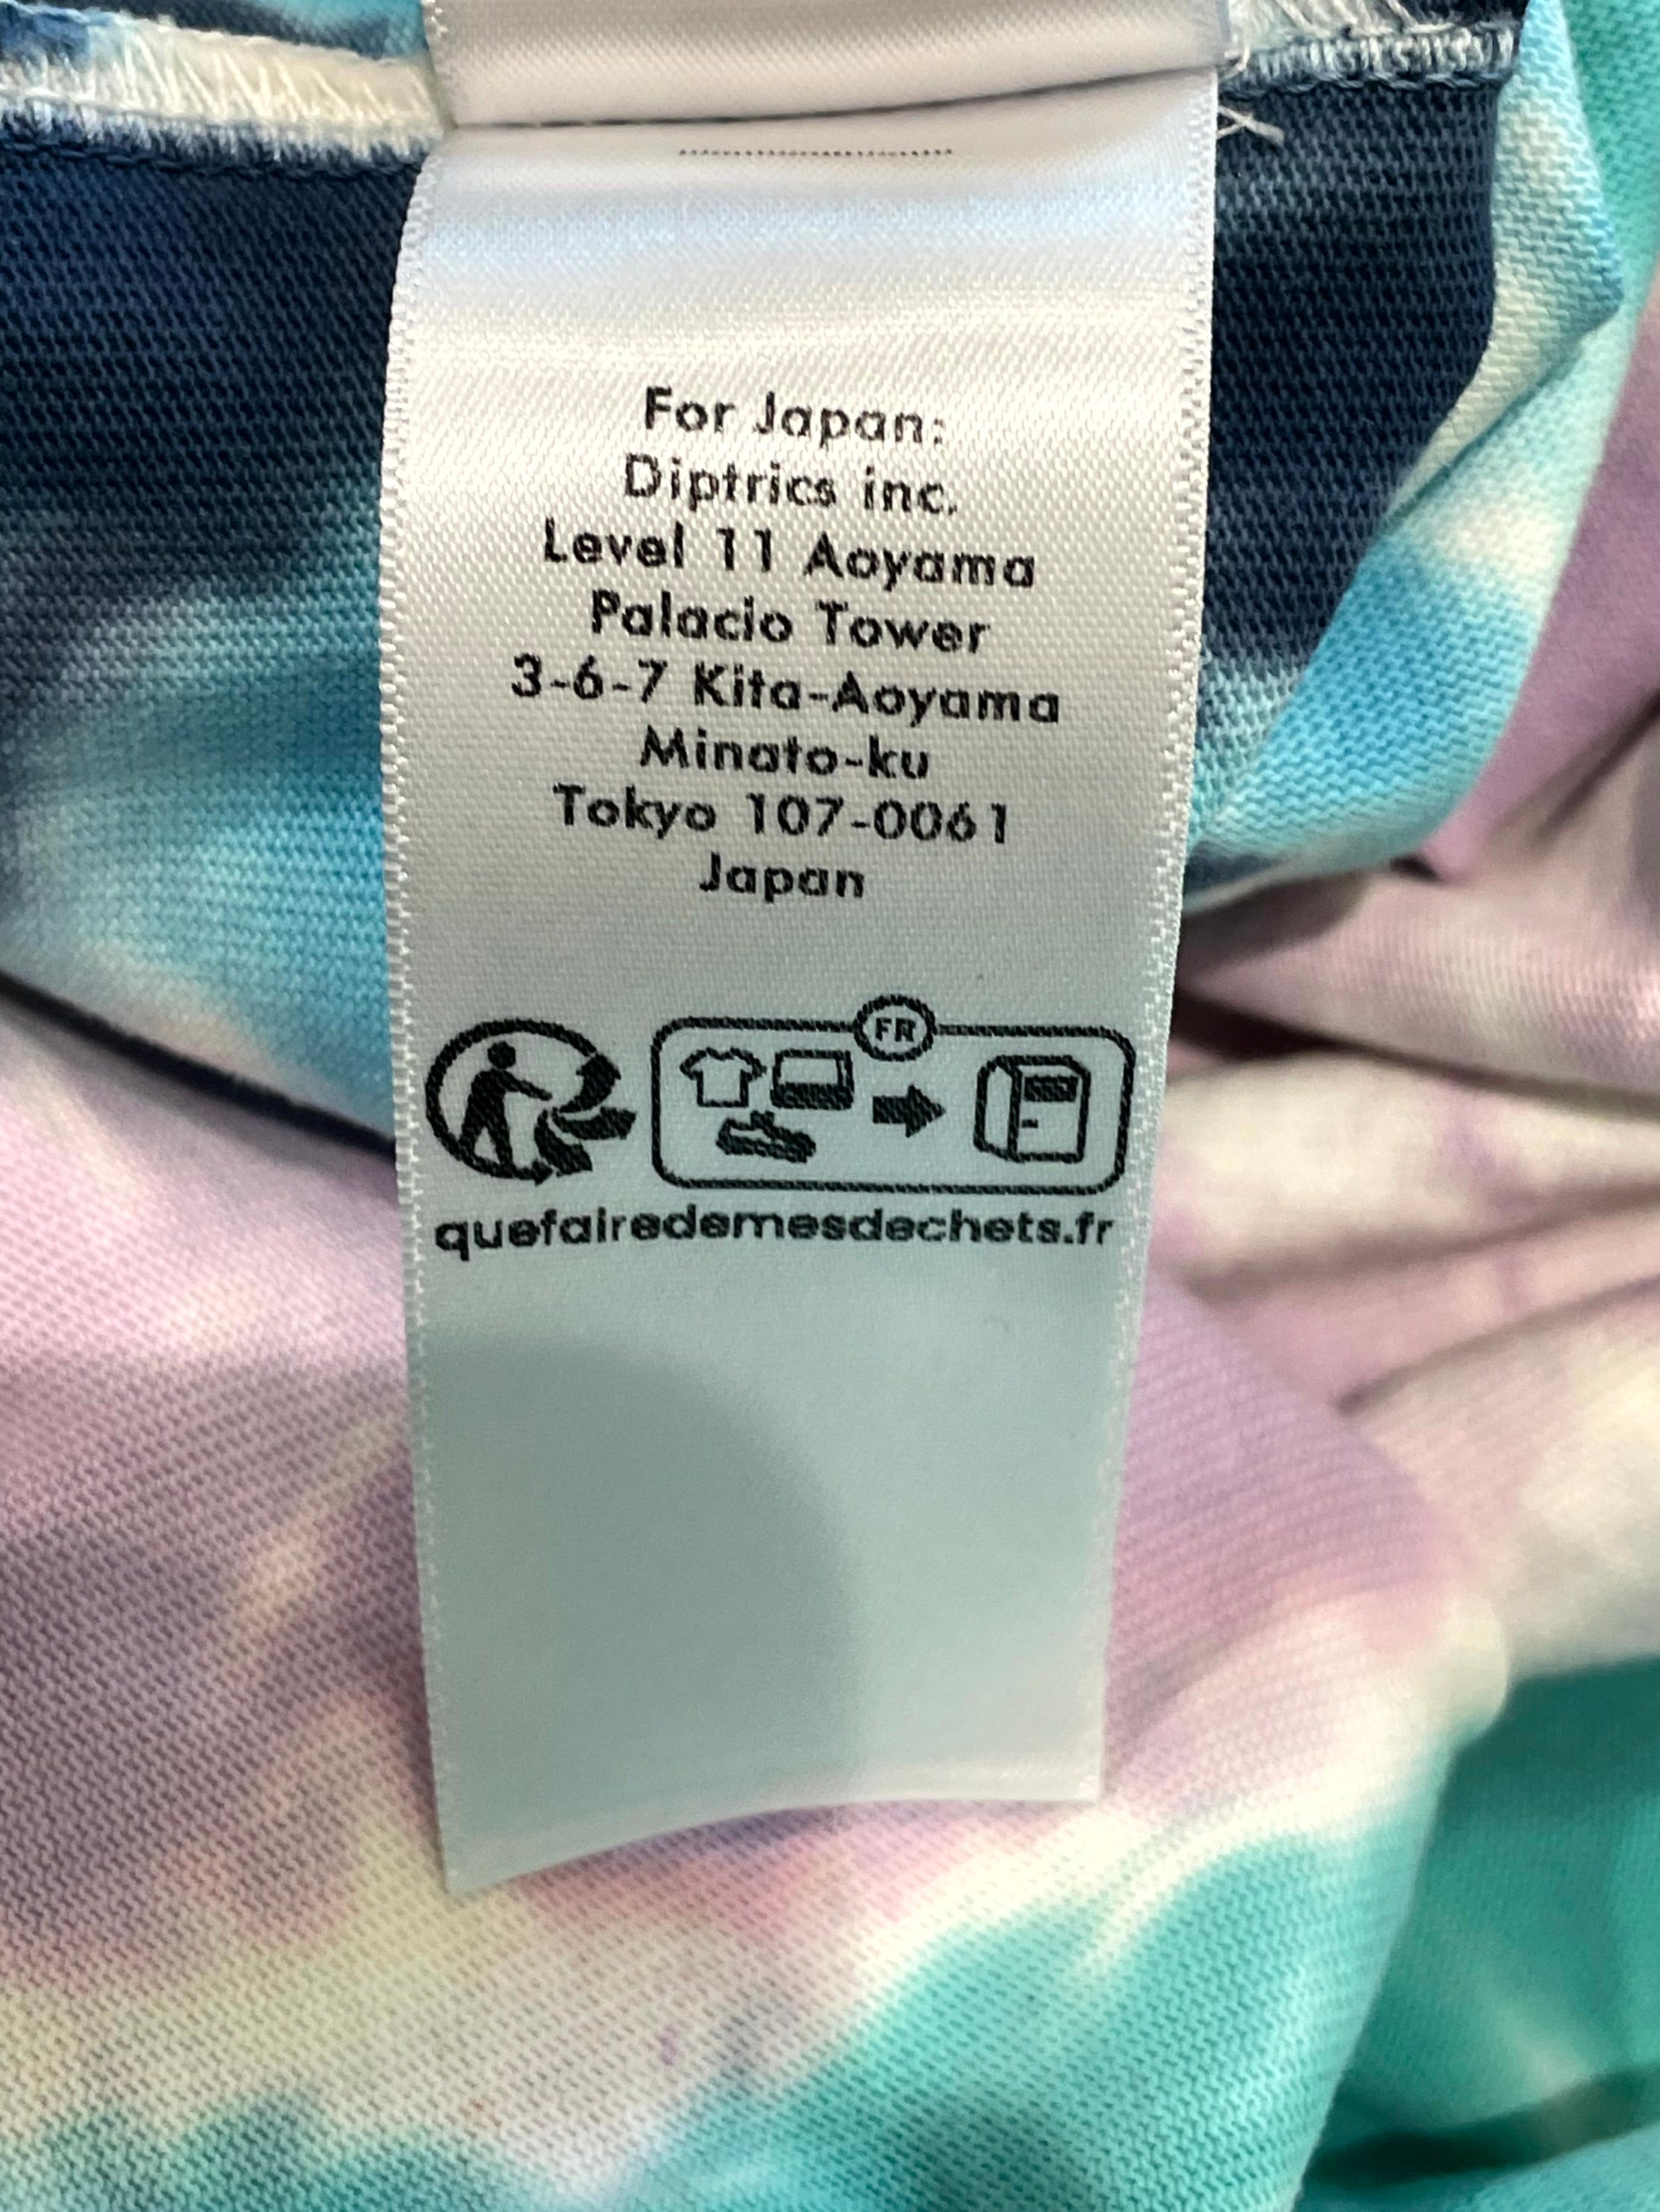 For Japan:
Diptrics inc.
Level 11 Aoyama
Palacio Tower
3-6-7 Kita-Aoyama
Minato-ku
Tokyo 107-0061
Japan
FR
quefairedemesdechets.fr